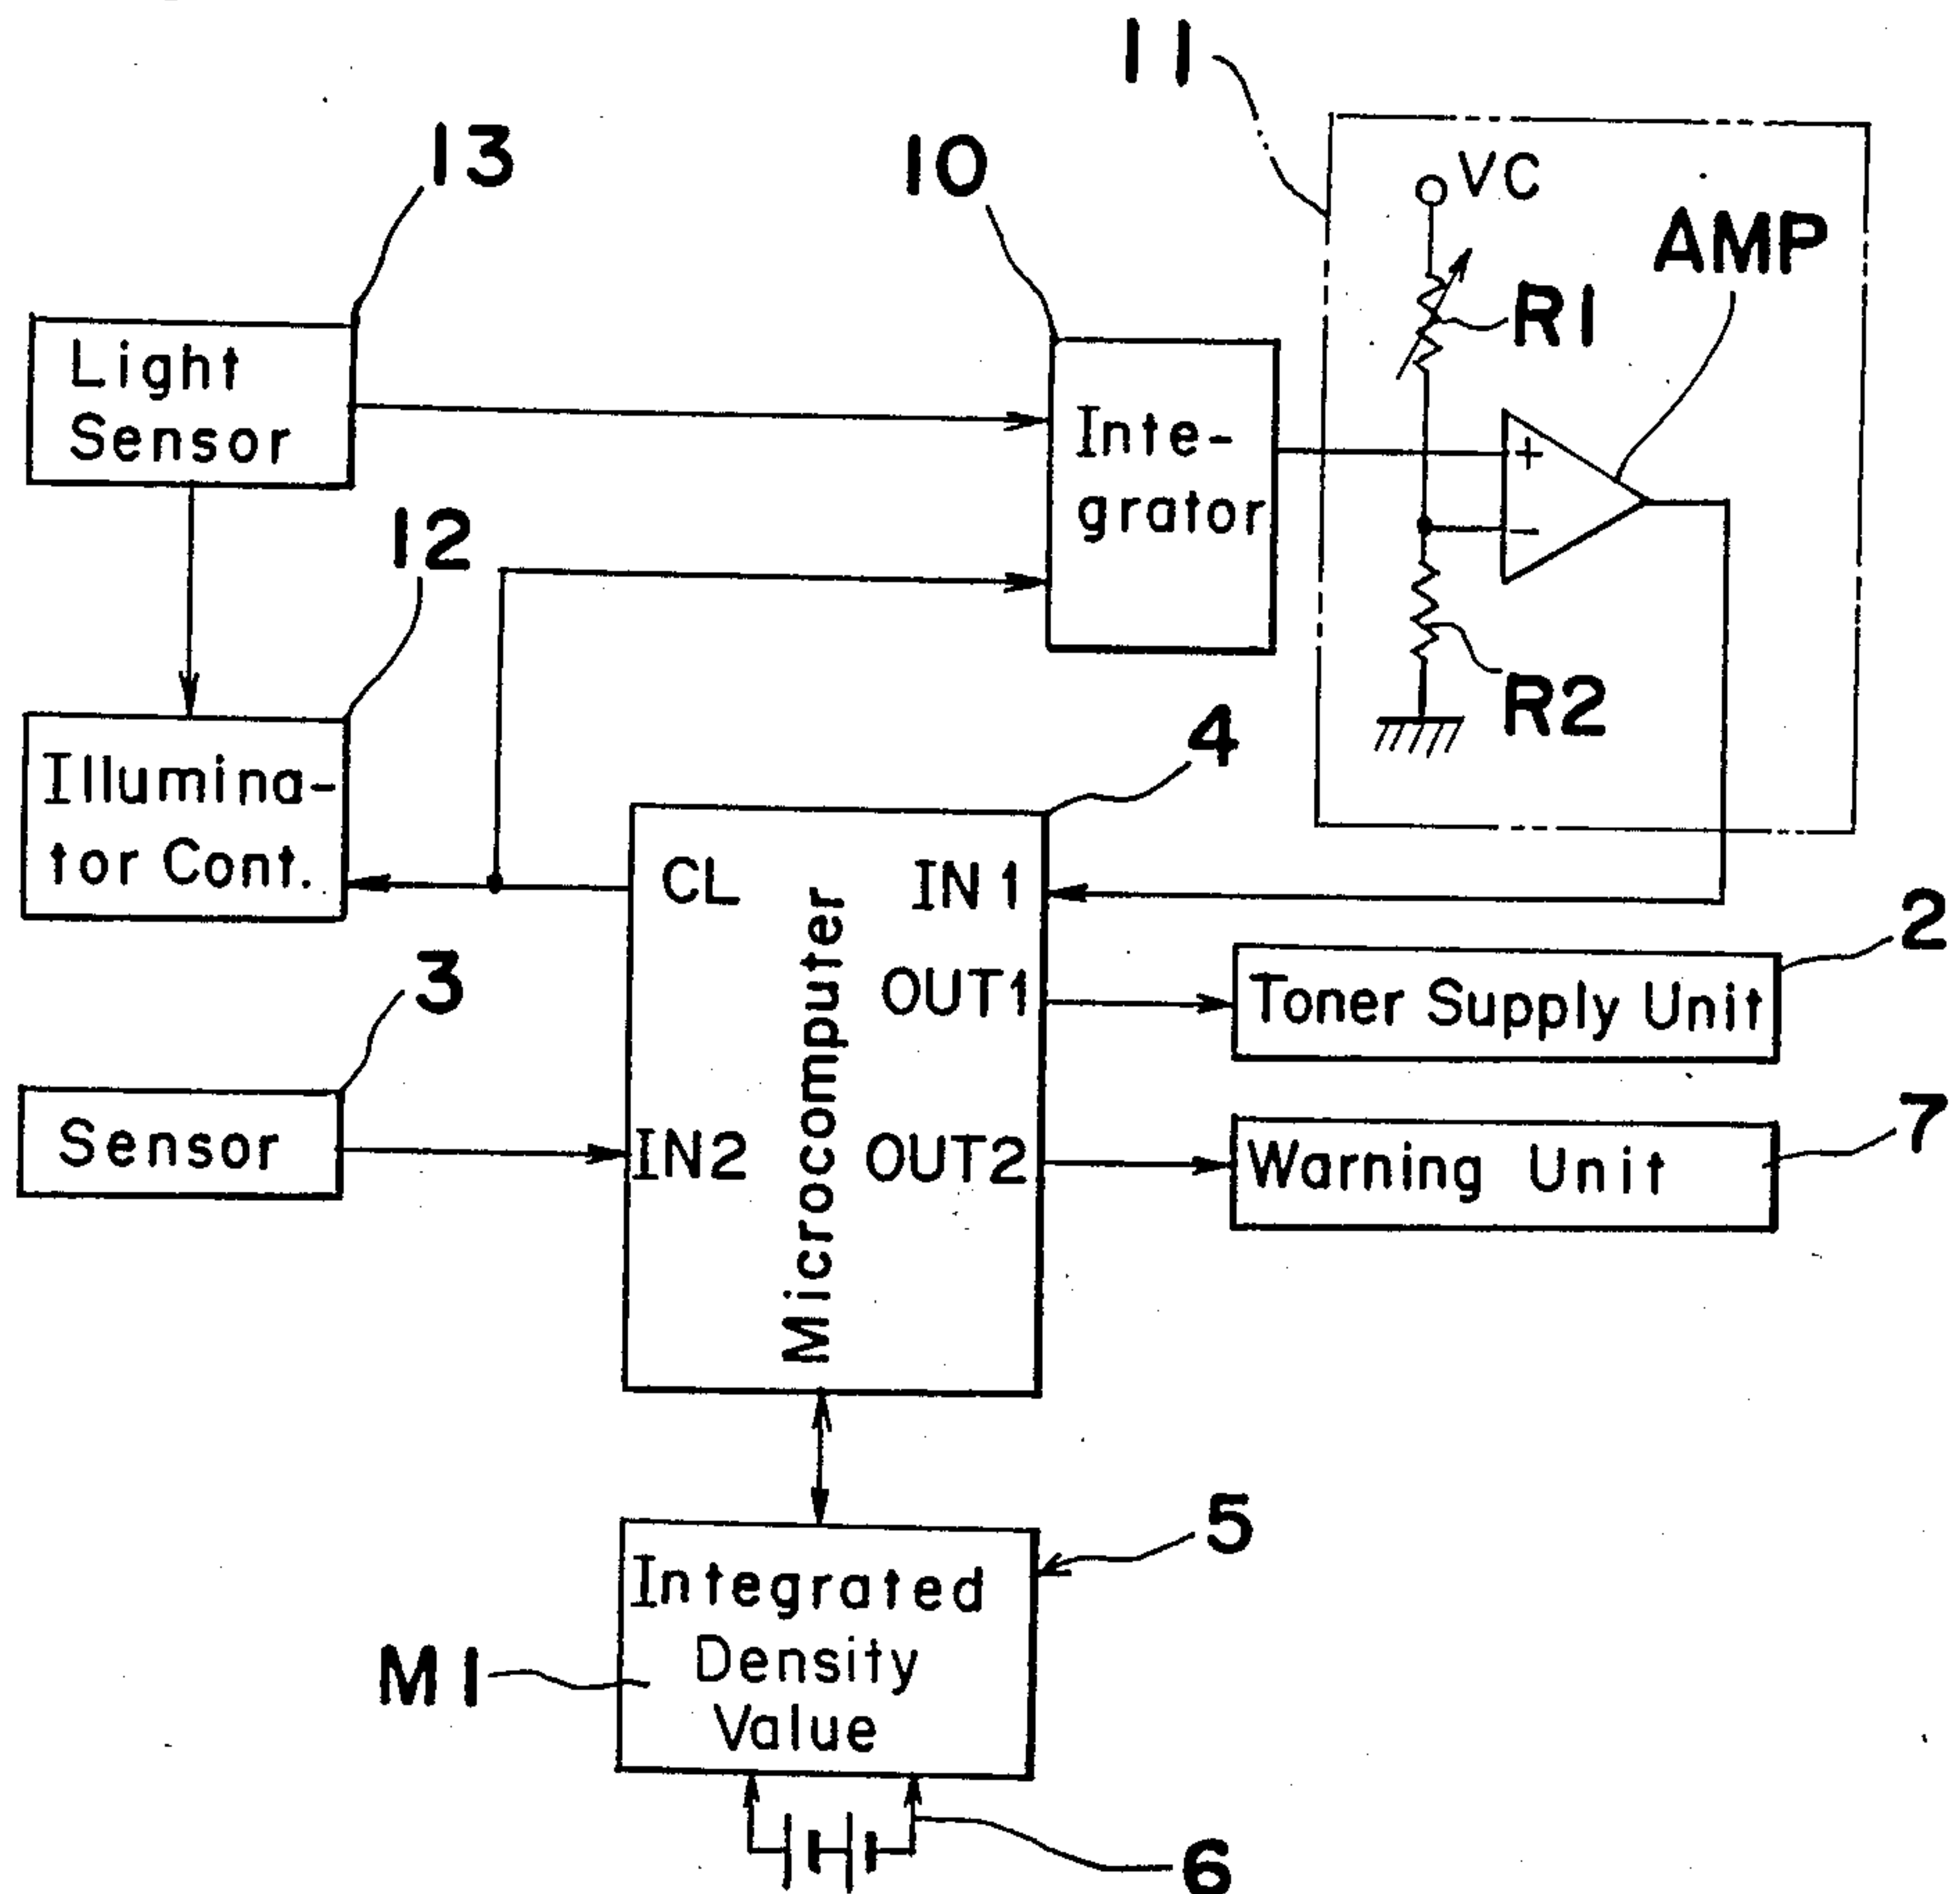 11
13
10
VC
AMP
R1
Light
Sensor
Inte-
grator
+
−
12
R2
4
Illumina-
tor Cont.
CL
IN1
Microcomputer
2
OUT1
Toner Supply Unit
3
Sensor
IN2
OUT2
7
Warning Unit
5
Integrated
Density
Value
M1
6